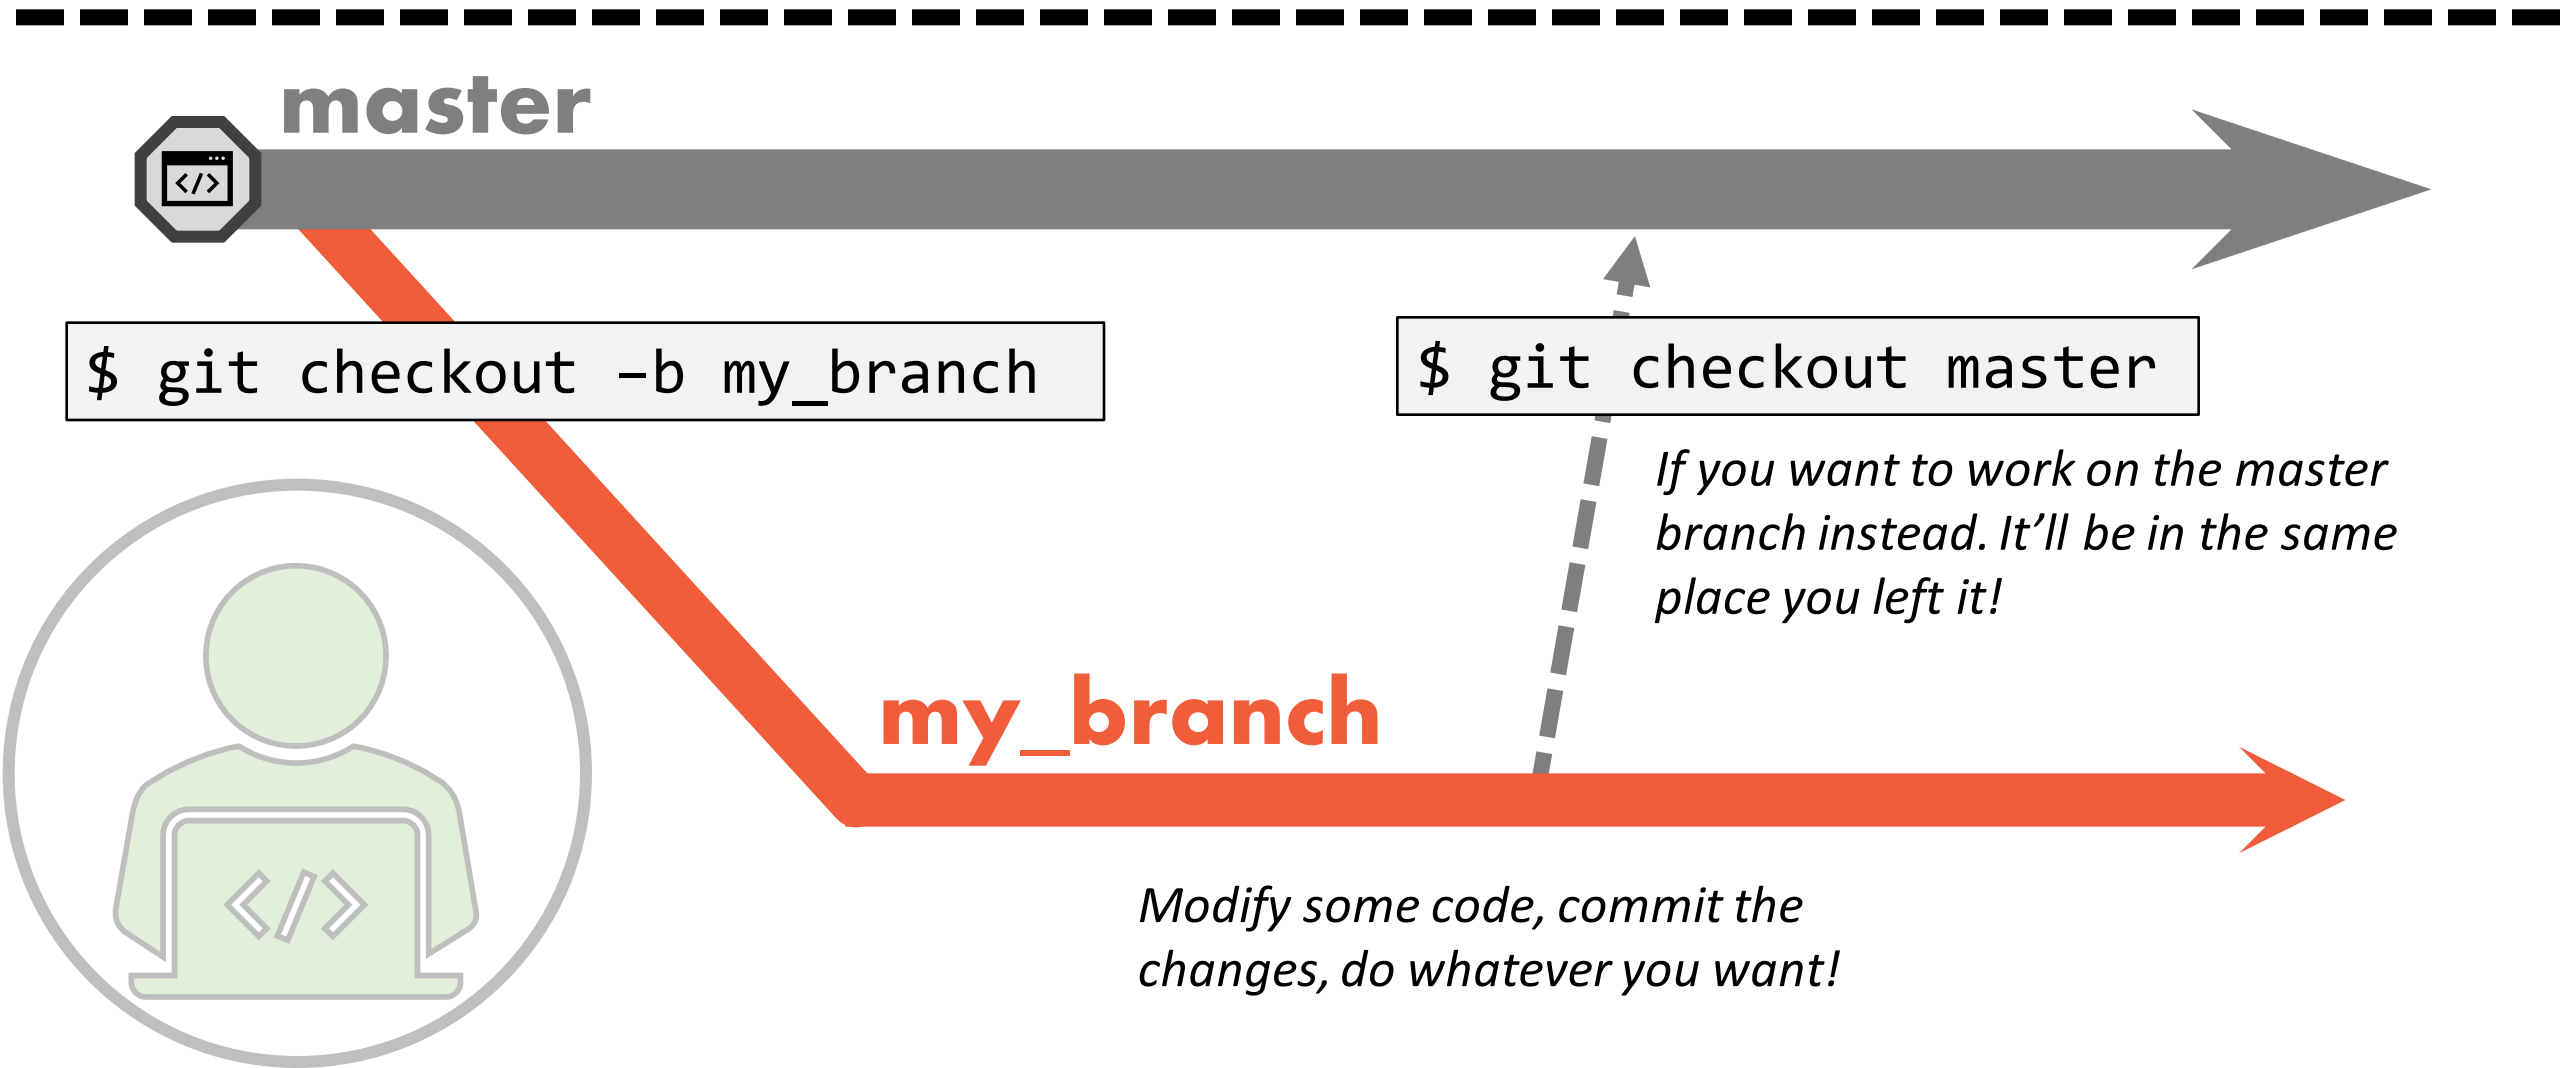 master
</>
$ git checkout –b my_branch
$ git checkout master
If you want to work on the master
branch instead. It’ll be in the same
place you left it!
my_branch
</>
Modify some code, commit the
changes, do whatever you want!